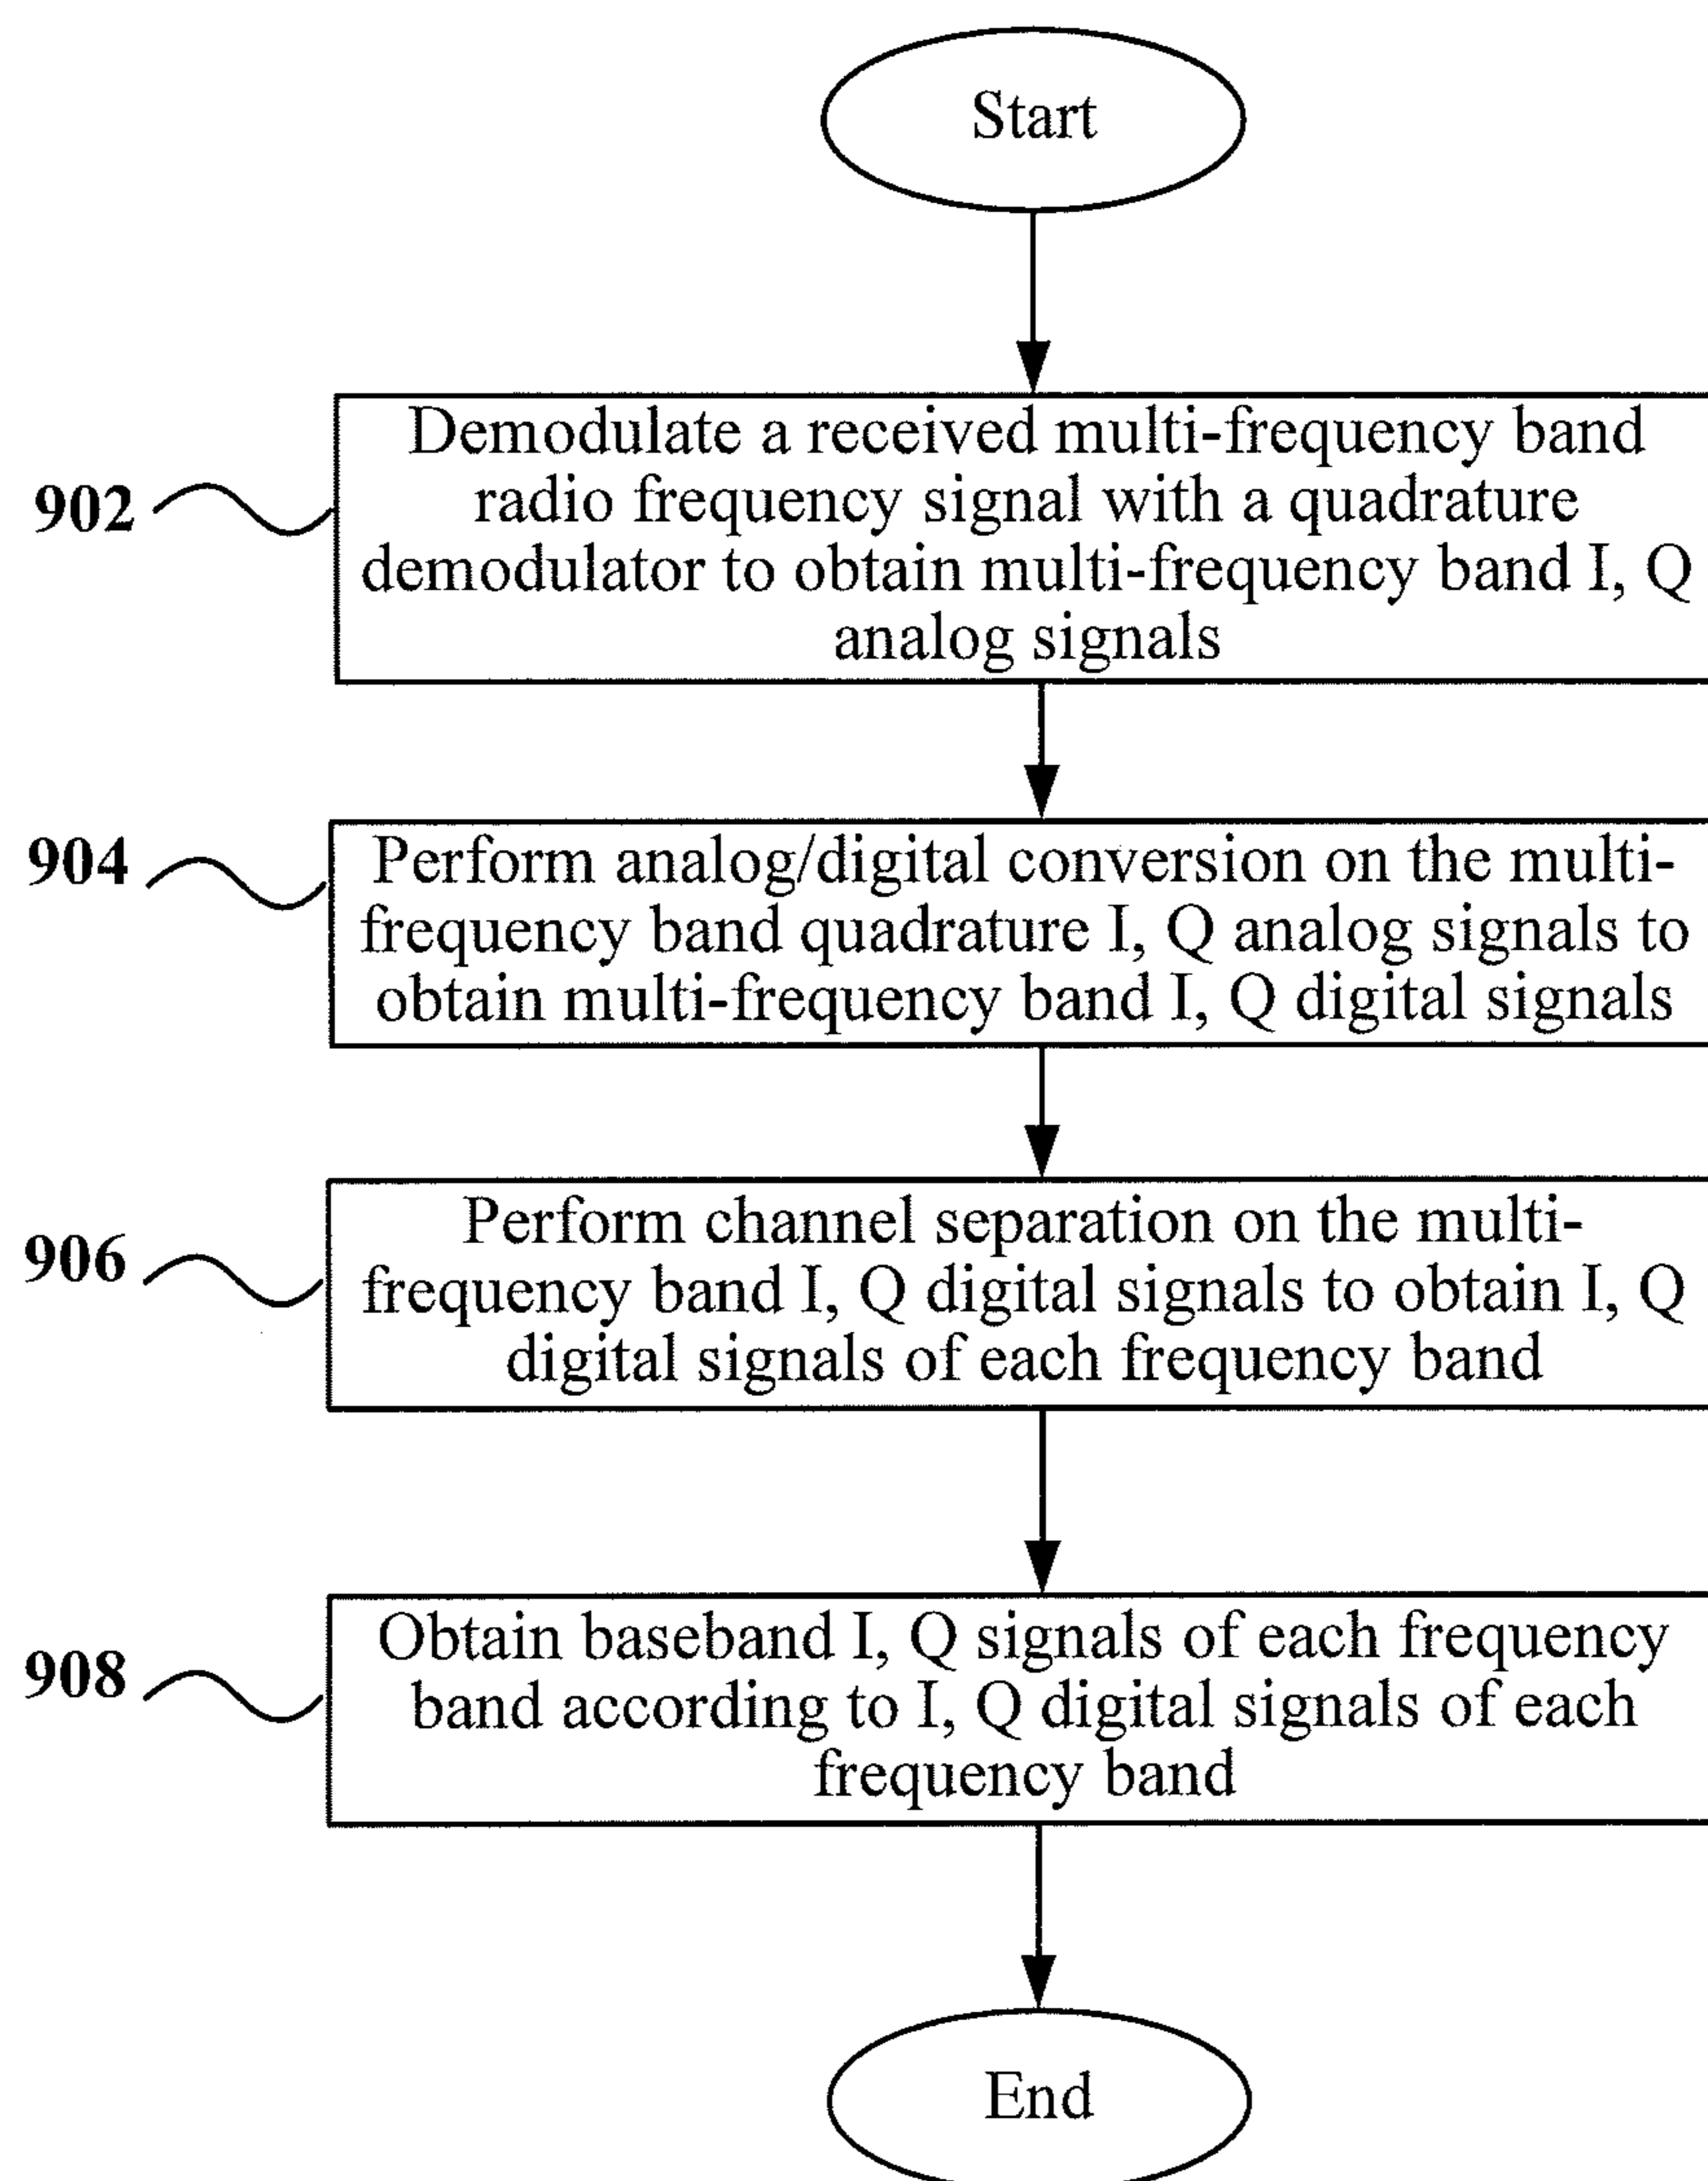 Start
902
Demodulate a received multi-frequency band
radio frequency signal with a quadrature
demodulator to obtain multi-frequency band I, Q
analog signals
904
Perform analog/digital conversion on the multi-
frequency band quadrature I, Q analog signals to
obtain multi-frequency band I, Q digital signals
906
Perform channel separation on the multi-
frequency band I, Q digital signals to obtain I, Q
digital signals of each frequency band
908
Obtain baseband I, Q signals of each frequency
band according to I, Q digital signals of each
frequency band
End